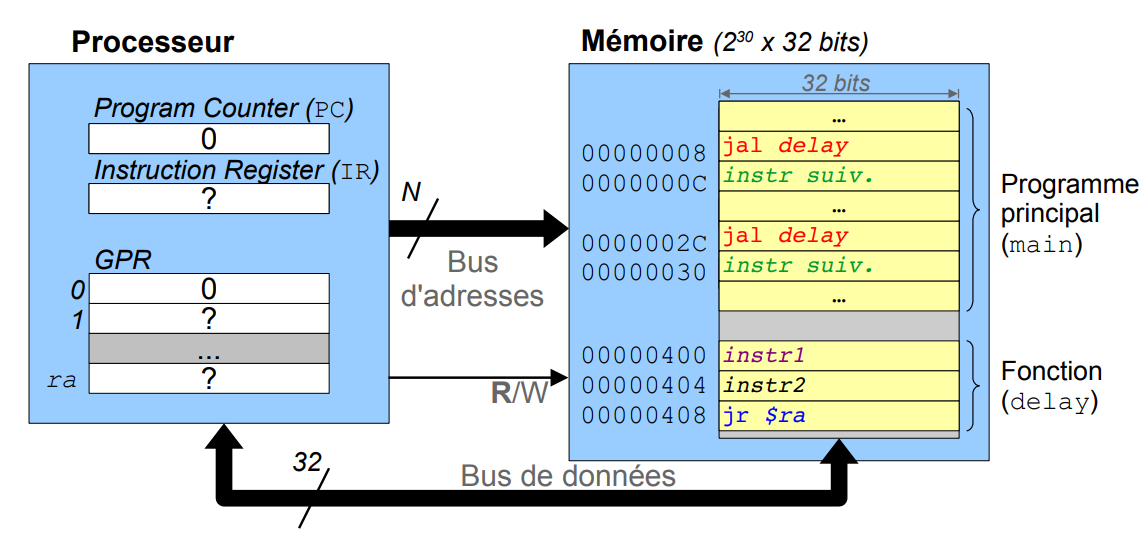 Processeur
Program Counter (PC)
0
Instruction Register (IR)
?
GPR
0 0
1 ?
...
ra ?
N
Bus
d'adresses
R/W
32
Bus de données
Mémoire (2³⁰ x 32 bits)
32 bits
…
00000008 jal delay
0000000C instr suiv.
…
0000002C jal delay
00000030 instr suiv.
…
00000400 instr1
00000404 instr2
00000408 jr $ra
Programme
principal
(main)
Fonction
(delay)